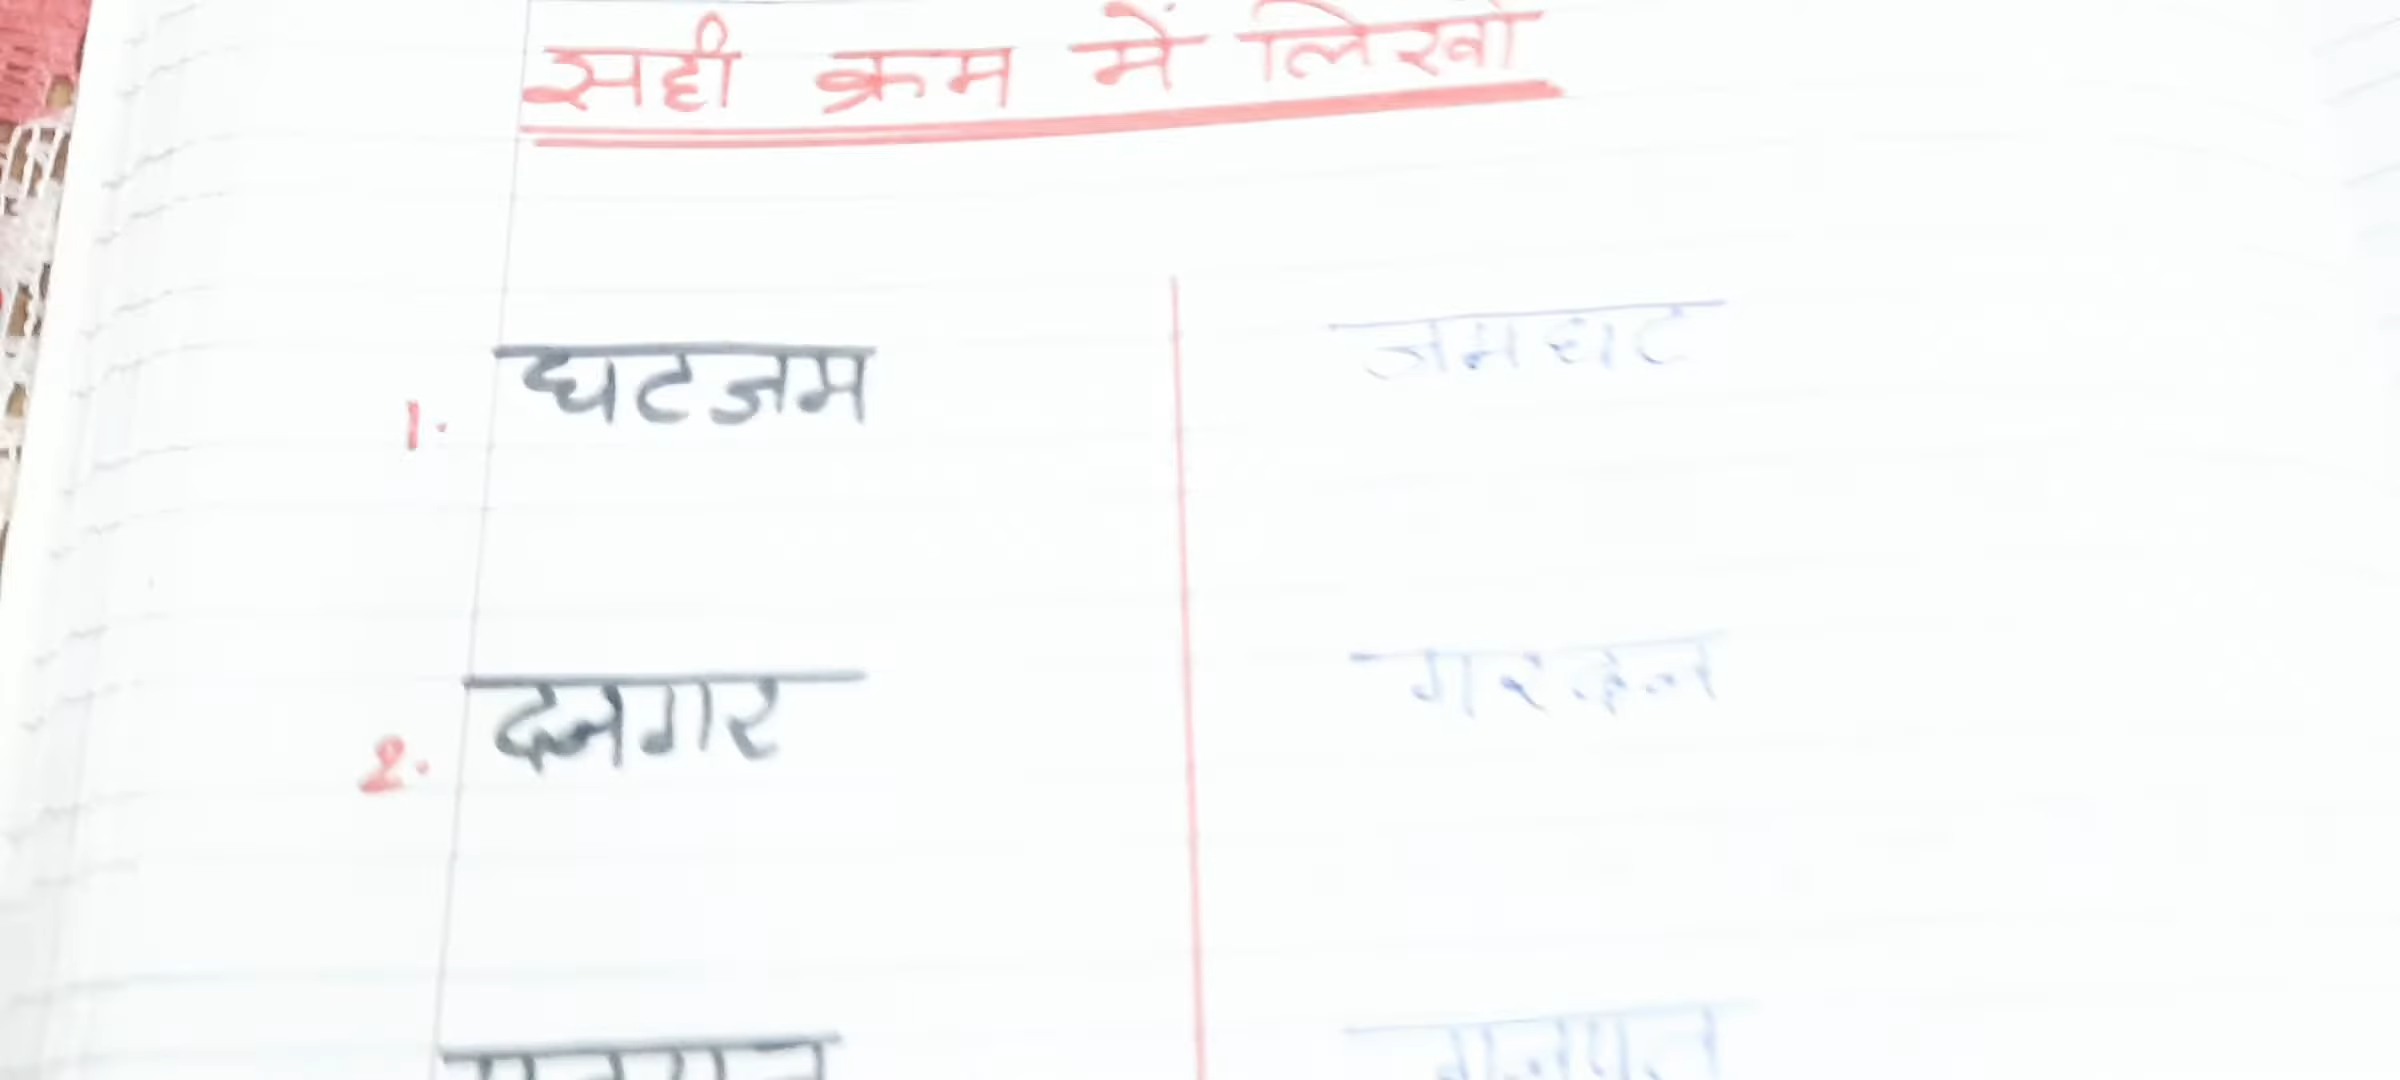 सही क्रम में लिखो
1. घटजम जमघट
2. दनगर गरदन